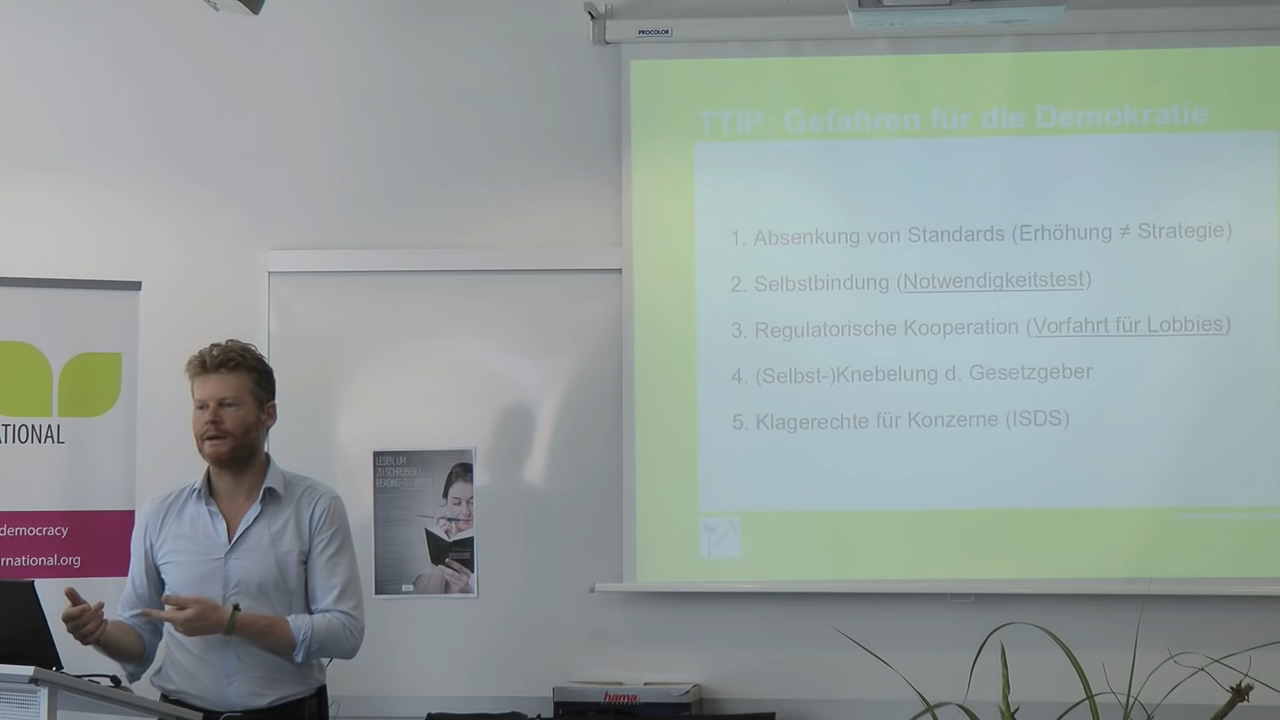 PROCOLOR
TTIP: Gefahren für die Demokratie
1. Absenkung von Standards (Erhöhung ≠ Strategie)
2. Selbstbindung (Notwendigkeitstest)
3. Regulatorische Kooperation (Vorfahrt für Lobbies)
4. (Selbst-)Knebelung d. Gesetzgeber
5. Klagerechte für Konzerne (ISDS)
ATIONAL
democracy
rnational.org
LESEN, UM
ZU SCHREIBEN /
READING-TO-WRITE
hama